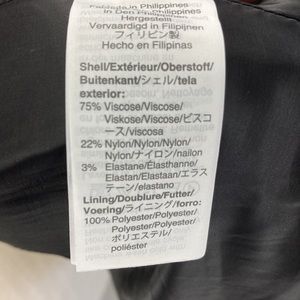 In Den Philippinen
Hergestellt
Vervaardigd in Filipijnen
フィリピン製
Hecho en Filipinas
Shell/Extérieur/Oberstoff/
Buitenkant/シェル/tela
exterior:
75% Viscose/Viscose/
Viskose/Viscose/ビスコ
ース/viscosa
22% Nylon/Nylon/Nylon/
Nylon/ナイロン/nailon
3% Elastane/Élasthanne/
Elastan/Elastaan/エラス
テーン/elastano
Lining/Doublure/Futter/
Voering/ライニング/forro:
100% Polyester/Polyester/
Polyester/Polyester/
ポリエステル/
poliéster